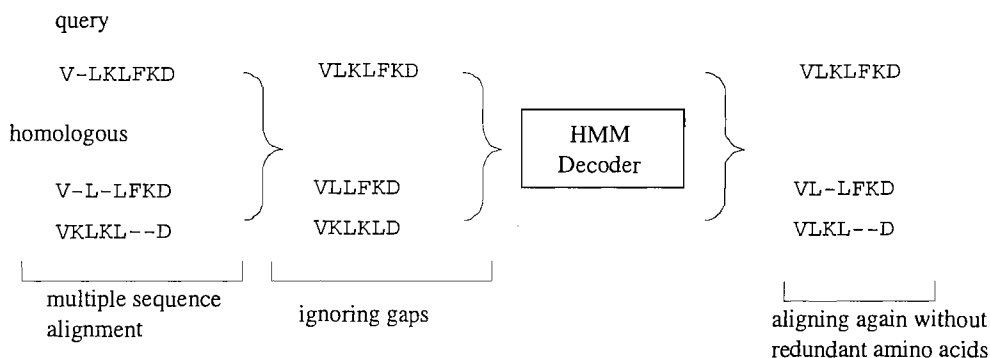 query
V-LKLFKD
VLKLFKD
VLKLFKD
homologous
HMM
Decoder
V-L-LFKD
VLLFKD
VL-LFKD
VKLKL--D
VKLKLD
VLKL--D
multiple sequence
alignment
ignoring gaps
aligning again without
redundant amino acids